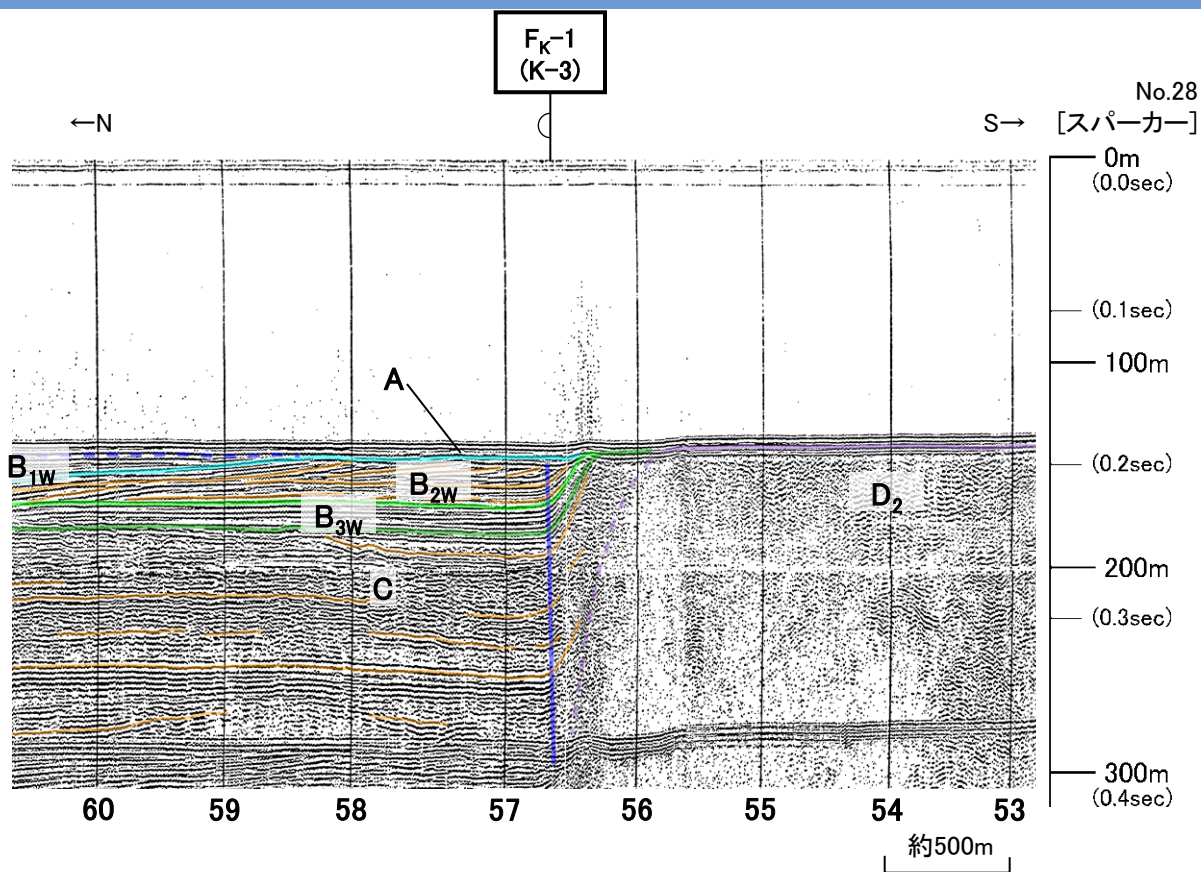 F_K-1
(K-3)
No.28
←N
S→
[スパーカー]
0m
(0.0sec)
(0.1sec)
100m
A
B1W
B2W
(0.2sec)
D2
B3W
C
200m
(0.3sec)
300m
(0.4sec)
60 59 58 57 56 55 54 53
約500m